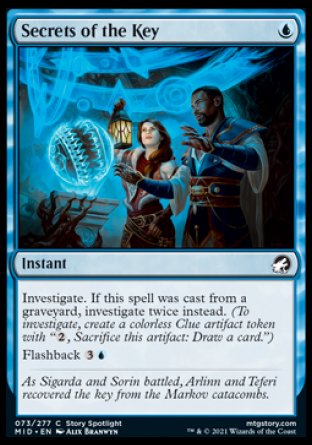 Secrets of the Key
Instant
Investigate. If this spell was cast from a
graveyard, investigate twice instead. (To
investigate, create a colorless Clue artifact token
with “2, Sacrifice this artifact: Draw a card.”)
Flashback 3
As Sigarda and Sorin battled, Arlinn and Teferi
recovered the key from the Markov catacombs.
073/277 C Story Spotlight
mtgstory.com
MID • EN Alix Branwyn
™ & © 2021 Wizards of the Coast